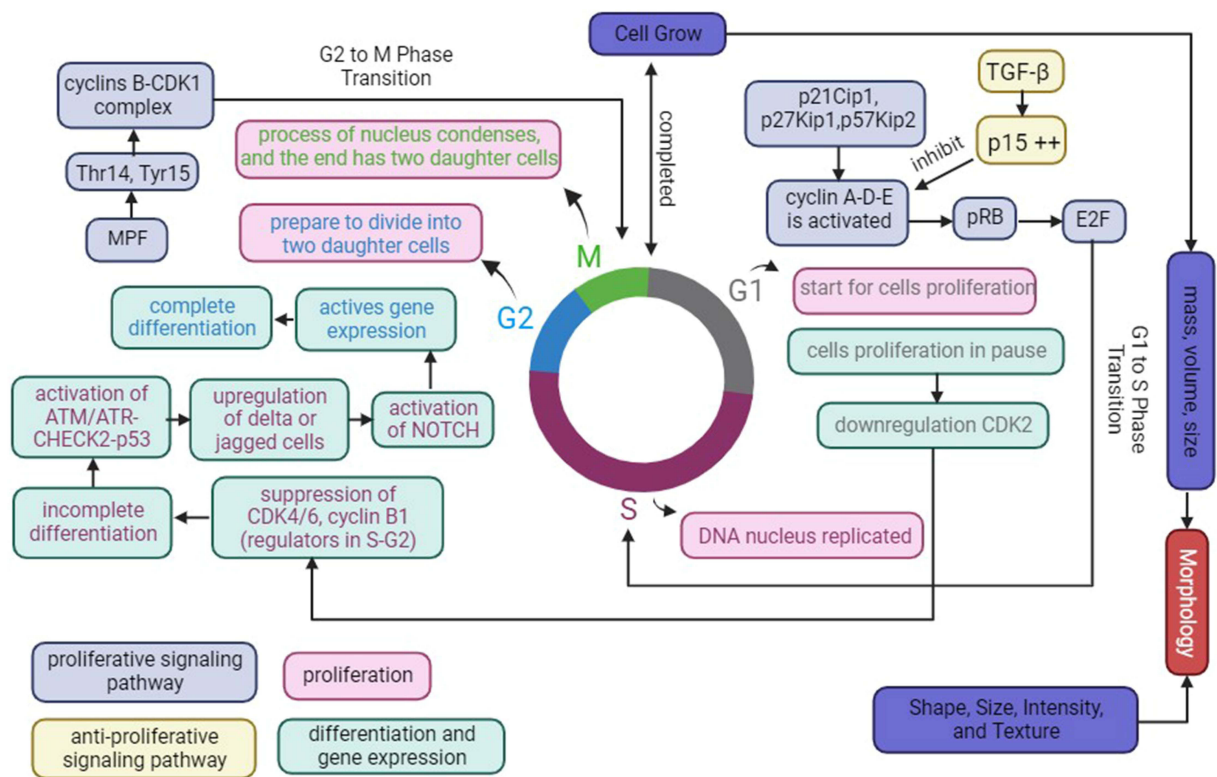 Cell Grow
G2 to M Phase
Transition
cyclins B-CDK1
complex
Thr14, Tyr15
MPF
process of nucleus condenses,
and the end has two daughter cells
prepare to divide into
two daughter cells
completed
p21Cip1,
p27Kip1,p57Kip2
TGF-β
p15 ++
inhibit
cyclin A-D-E
is activated
pRB
E2F
M
G1
G2
S
start for cells proliferation
cells proliferation in pause
downregulation CDK2
G1 to S Phase
Transition
mass, volume, size
complete
differentiation
actives gene
expression
activation of
ATM/ATR-
CHECK2-p53
upregulation
of delta or
jagged cells
activation
of NOTCH
incomplete
differentiation
suppression of
CDK4/6, cyclin B1
(regulators in S-G2)
DNA nucleus replicated
Morphology
Shape, Size, Intensity,
and Texture
proliferative signaling
pathway
proliferation
anti-proliferative
signaling pathway
differentiation and
gene expression